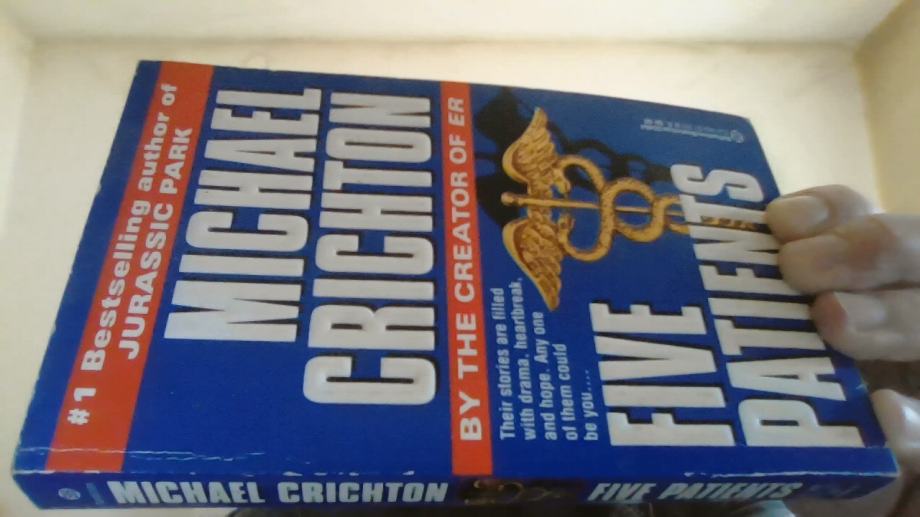 #1 Bestselling author of
JURASSIC PARK
MICHAEL
CRICHTON
BY THE CREATOR OF ER
Their stories are filled
with drama, heartbreak,
and hope. Any one
of them could
be you....
FIVE
PATIENTS
MICHAEL CRICHTON FIVE PATIENTS